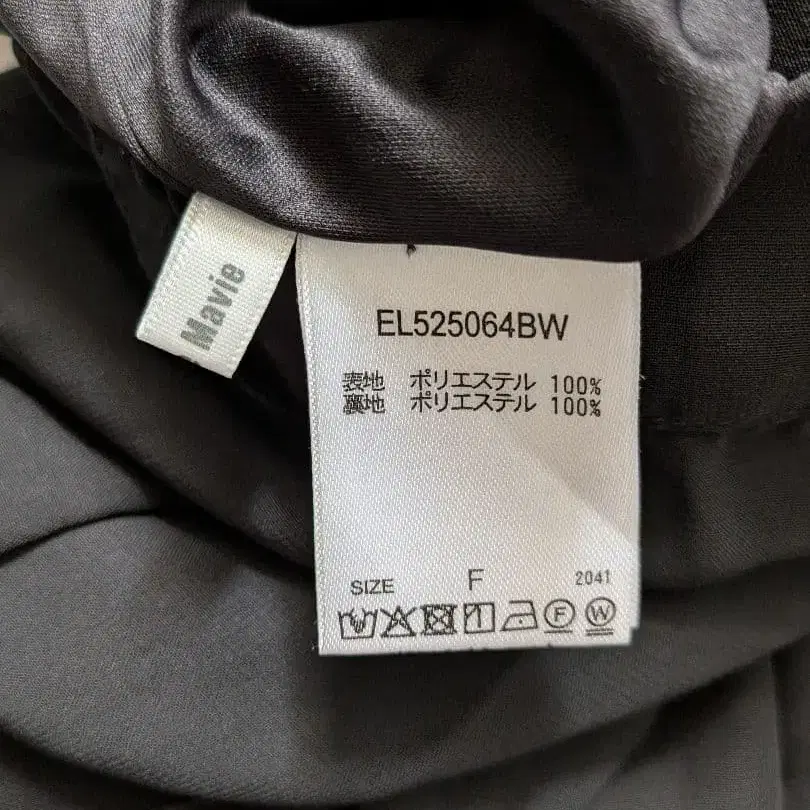 Mavie
EL525064BW
表地 ポリエステル 100%
裏地 ポリエステル 100%
SIZE F 2041
F W